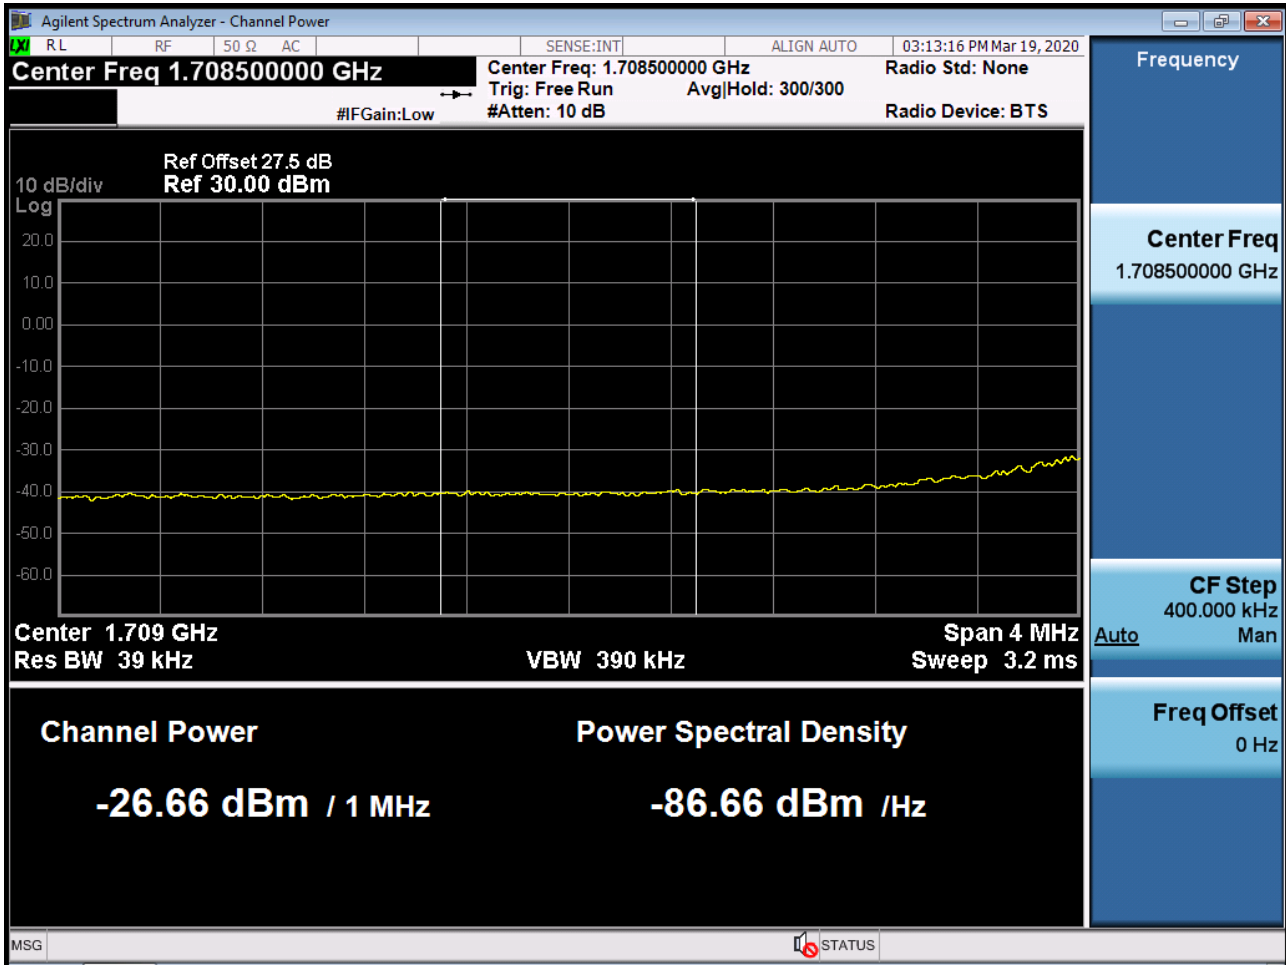 Agilent Spectrum Analyzer - Channel Power
LXI RL RF 50 Ω AC SENSE:INT ALIGN AUTO 03:13:16 PM Mar 19, 2020
Center Freq 1.708500000 GHz
Center Freq: 1.708500000 GHz Radio Std: None
Trig: Free Run Avg|Hold: 300/300
#IFGain:Low #Atten: 10 dB Radio Device: BTS
Ref Offset 27.5 dB
10 dB/div Ref 30.00 dBm
Log
20.0
10.0
0.00
-10.0
-20.0
-30.0
-40.0
-50.0
-60.0
Center 1.709 GHz Span 4 MHz
Res BW 39 kHz VBW 390 kHz Sweep 3.2 ms
Channel Power Power Spectral Density
-26.66 dBm / 1 MHz -86.66 dBm /Hz
MSG STATUS
Frequency
Center Freq
1.708500000 GHz
CF Step
400.000 kHz
Auto Man
Freq Offset
0 Hz